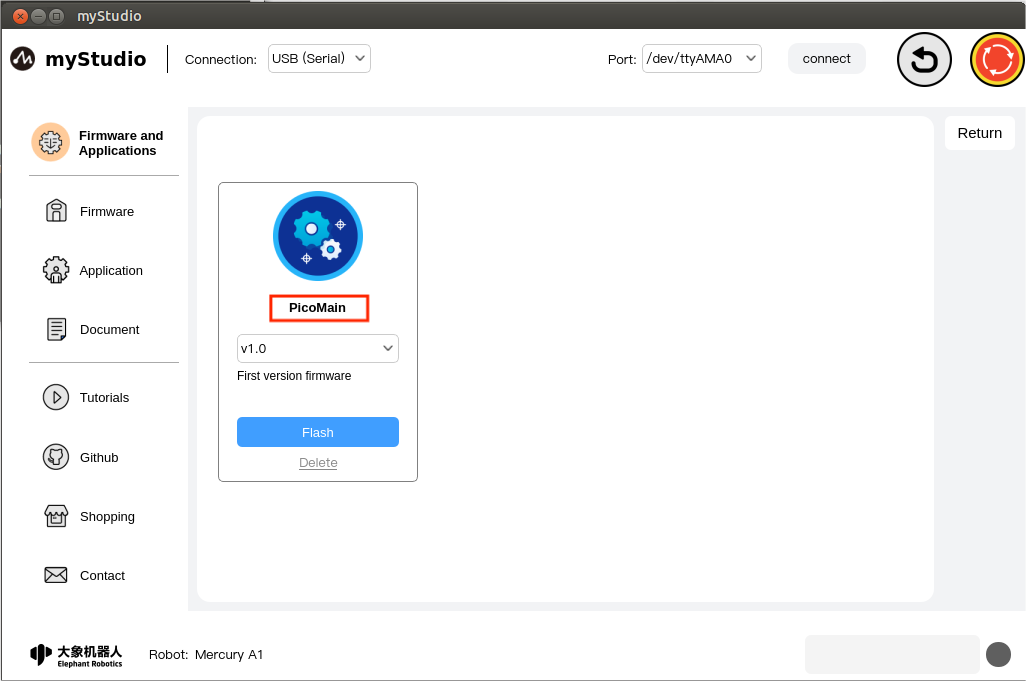 myStudio
myStudio
Connection:
USB (Serial)
Port:
/dev/ttyAMA0
connect
Firmware and
Applications
Return
Firmware
Application
Document
Tutorials
Github
Shopping
Contact
PicoMain
v1.0
First version firmware
Flash
Delete
大象机器人
Elephant Robotics
Robot: Mercury A1